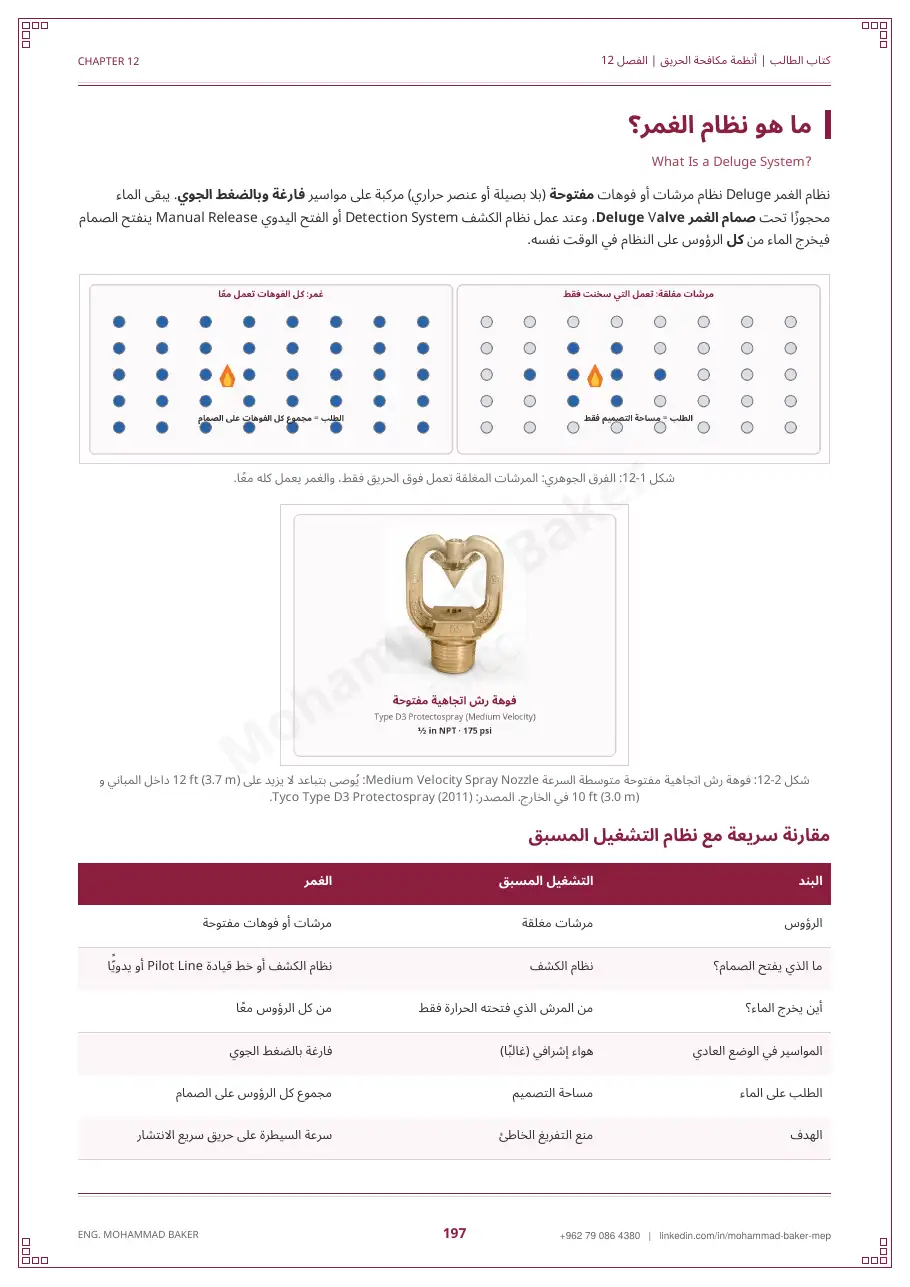 CHAPTER 12
كتاب الطالب | أنظمة مكافحة الحريق | الفصل 12
ما هو نظام الغمر؟
What Is a Deluge System?
نظام الغمر Deluge نظام مرشات أو فوهات مفتوحة (بلا بصيلة أو عنصر حراري) مركبة على مواسير فارغة وبالضغط الجوي. يبقى الماء
محجوزًا تحت صمام الغمر Deluge Valve، وعند عمل نظام الكشف Detection System أو الفتح اليدوي Manual Release ينفتح الصمام
فيخرج الماء من كل الرؤوس على النظام في الوقت نفسه.
مرشات مغلقة: تعمل التي سخنت فقط
الطلب = مساحة التصميم فقط
غمر: كل الفوهات تعمل معًا
الطلب = مجموع كل الفوهات على الصمام
شكل 1-12: الفرق الجوهري: المرشات المغلقة تعمل فوق الحريق فقط، والغمر يعمل كله معًا.
فوهة رش اتجاهية مفتوحة
Type D3 Protectospray (Medium Velocity)
½ in NPT · 175 psi
شكل 2-12: فوهة رش اتجاهية مفتوحة متوسطة السرعة Medium Velocity Spray Nozzle: يُوصى بتباعد لا يزيد على 12 ft (3.7 m) داخل المباني و
10 ft (3.0 m) في الخارج. المصدر: Tyco Type D3 Protectospray (2011).
مقارنة سريعة مع نظام التشغيل المسبق
البند التشغيل المسبق الغمر
الرؤوس مرشات مغلقة مرشات أو فوهات مفتوحة
ما الذي يفتح الصمام؟ نظام الكشف نظام الكشف أو خط قيادة Pilot Line أو يدويًّا
أين يخرج الماء؟ من المرش الذي فتحته الحرارة فقط من كل الرؤوس معًا
المواسير في الوضع العادي هواء إشرافي (غالبًا) فارغة بالضغط الجوي
الطلب على الماء مساحة التصميم مجموع كل الرؤوس على الصمام
الهدف منع التفريغ الخاطئ سرعة السيطرة على حريق سريع الانتشار
ENG. MOHAMMAD BAKER
197
+962 79 086 4380 | linkedin.com/in/mohammad-baker-mep